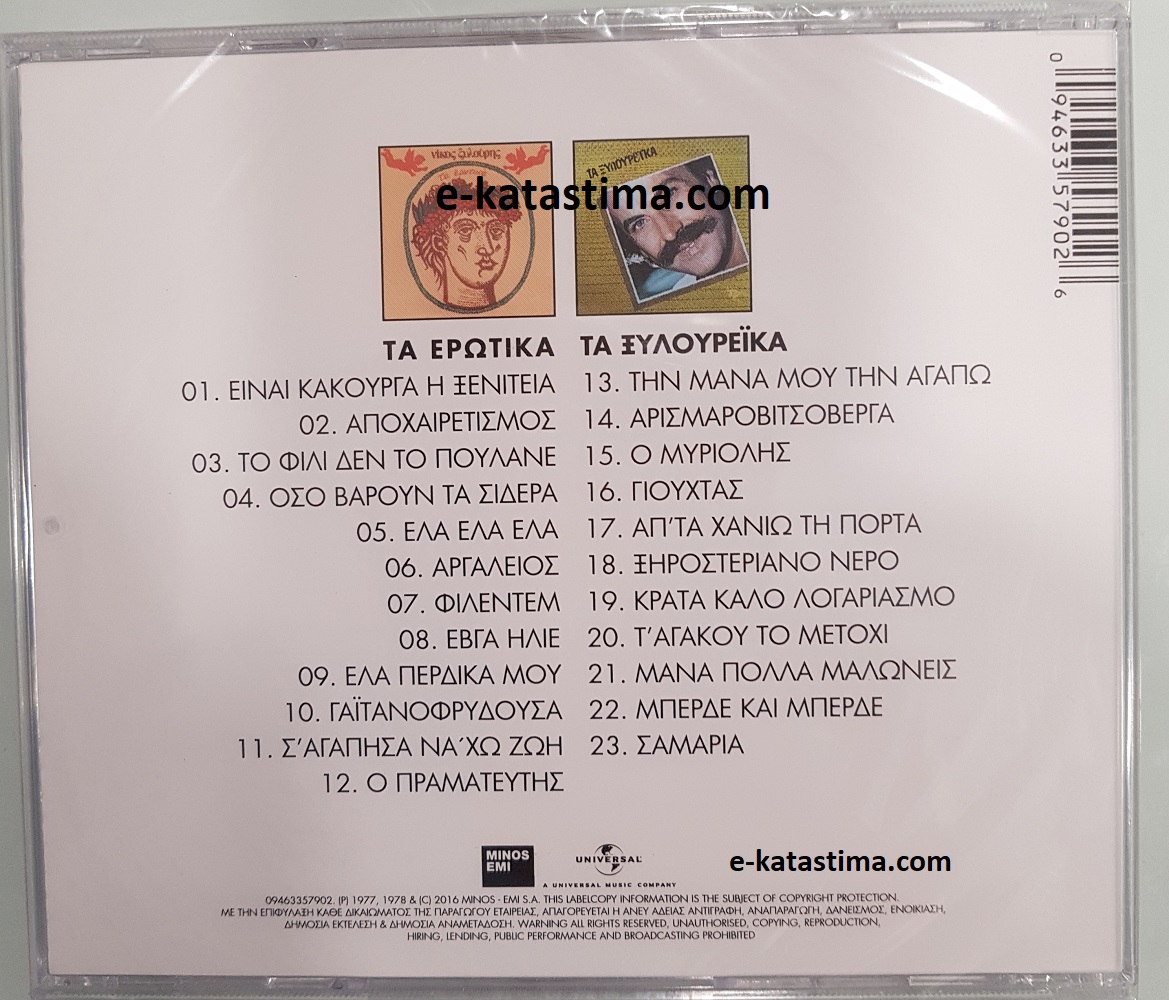 νίκος ξυλούρης
e-katastima.com
ΤΑ ΞΥΛΟΥΡΕΪΚΑ
0 94633 57902 6
ΤΑ ΕΡΩΤΙΚΑ
01. ΕΙΝΑΙ ΚΑΚΟΥΡΓΑ Η ΞΕΝΙΤΕΙΑ
02. ΑΠΟΧΑΙΡΕΤΙΣΜΟΣ
03. ΤΟ ΦΙΛΙ ΔΕΝ ΤΟ ΠΟΥΛΑΝΕ
04. ΟΣΟ ΒΑΡΟΥΝ ΤΑ ΣΙΔΕΡΑ
05. ΕΛΑ ΕΛΑ ΕΛΑ
06. ΑΡΓΑΛΕΙΟΣ
07. ΦΙΛΕΝΤΕΜ
08. ΕΒΓΑ ΗΛΙΕ
09. ΕΛΑ ΠΕΡΔΙΚΑ ΜΟΥ
10. ΓΑΪΤΑΝΟΦΡΥΔΟΥΣΑ
11. Σ'ΑΓΑΠΗΣΑ ΝΑ΄ΧΩ ΖΩΗ
12. Ο ΠΡΑΜΑΤΕΥΤΗΣ
ΤΑ ΞΥΛΟΥΡΕΪΚΑ
13. ΤΗΝ ΜΑΝΑ ΜΟΥ ΤΗΝ ΑΓΑΠΩ
14. ΑΡΙΣΜΑΡΟΒΙΤΣΟΒΕΡΓΑ
15. Ο ΜΥΡΙΟΛΗΣ
16. ΓΙΟΥΧΤΑΣ
17. ΑΠ'ΤΑ ΧΑΝΙΩ ΤΗ ΠΟΡΤΑ
18. ΞΗΡΟΣΤΕΡΙΑΝΟ ΝΕΡΟ
19. ΚΡΑΤΑ ΚΑΛΟ ΛΟΓΑΡΙΑΣΜΟ
20. Τ'ΑΓΑΚΟΥ ΤΟ ΜΕΤΟΧΙ
21. ΜΑΝΑ ΠΟΛΛΑ ΜΑΛΩΝΕΙΣ
22. ΜΠΕΡΔΕ ΚΑΙ ΜΠΕΡΔΕ
23. ΣΑΜΑΡΙΑ
MINOS
EMI
UNIVERSAL
A UNIVERSAL MUSIC COMPANY
e-katastima.com
09463357902. (P) 1977, 1978 & (C) 2016 MINOS - EMI S.A. THIS LABELCOPY INFORMATION IS THE SUBJECT OF COPYRIGHT PROTECTION.
ΜΕ ΤΗΝ ΕΠΙΦΥΛΑΞΗ ΚΑΘΕ ΔΙΚΑΙΩΜΑΤΟΣ ΤΗΣ ΠΑΡΑΓΩΓΟΥ ΕΤΑΙΡΕΙΑΣ, ΑΠΑΓΟΡΕΥΕΤΑΙ Η ΑΝΕΥ ΑΔΕΙΑΣ ΑΝΤΙΓΡΑΦΗ, ΑΝΑΠΑΡΑΓΩΓΗ, ΔΑΝΕΙΣΜΟΣ, ΕΝΟΙΚΙΑΣΗ,
ΔΗΜΟΣΙΑ ΕΚΤΕΛΕΣΗ & ΔΗΜΟΣΙΑ ΑΝΑΜΕΤΑΔΟΣΗ. WARNING ALL RIGHTS RESERVED, UNAUTHORISED, COPYING, REPRODUCTION,
HIRING, LENDING, PUBLIC PERFORMANCE AND BROADCASTING PROHIBITED